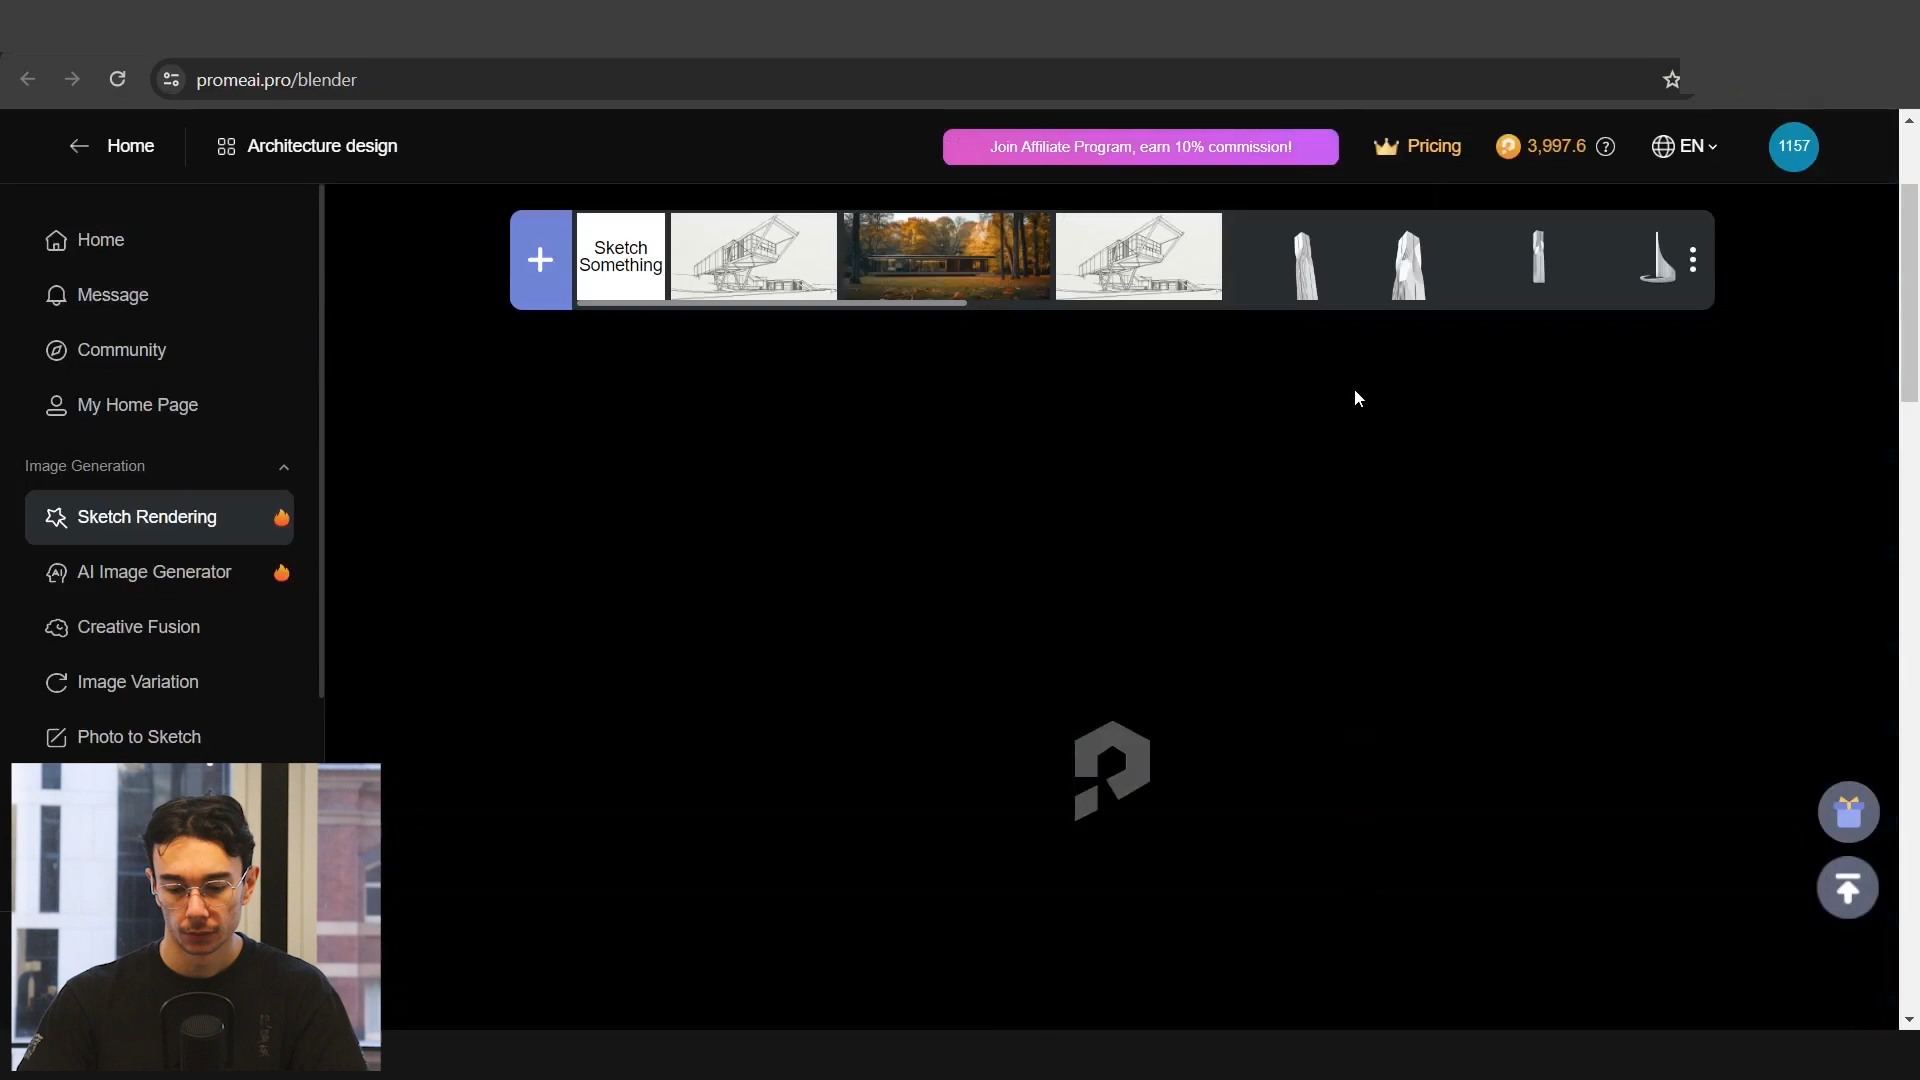 promeai.pro/blender
Home
Architecture design
Join Affiliate Program, earn 10% commission!
Pricing
3,997.6
EN
1157
Home
Message
Community
My Home Page
Image Generation
Sketch Rendering
AI Image Generator
Creative Fusion
Image Variation
Photo to Sketch
Sketch
Something